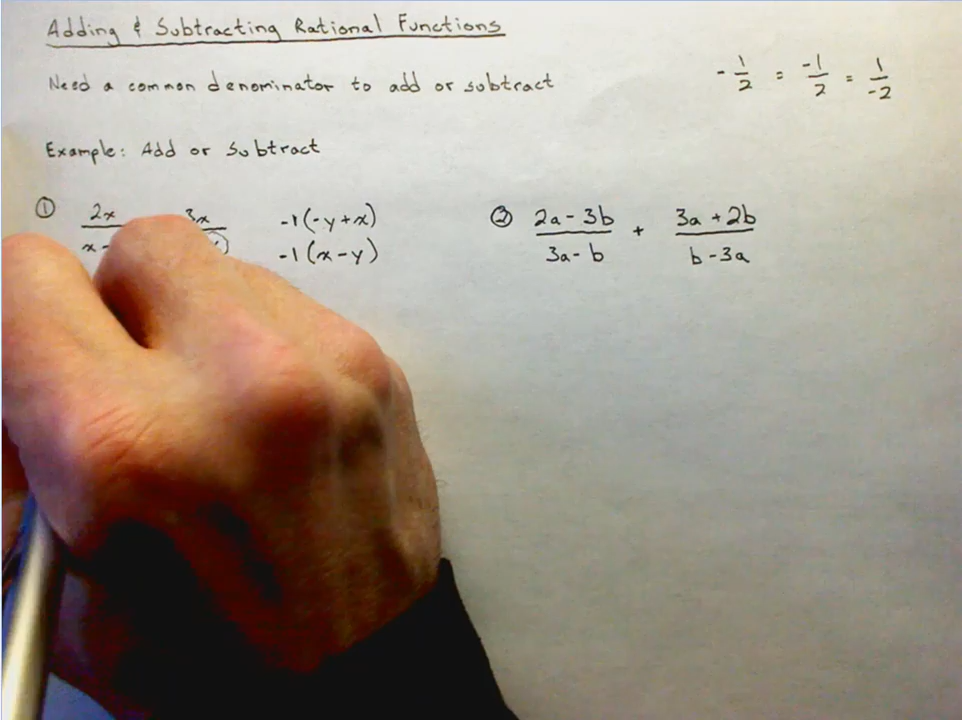 Adding & Subtracting Rational Functions
Need a common denominator to add or subtract
- 1/2 = -1/2 = 1/-2
Example: Add or Subtract
① 2x 3x
x -
-1(-y+x)
-1(x-y)
② (2a-3b)/(3a-b) + (3a+2b)/(b-3a)